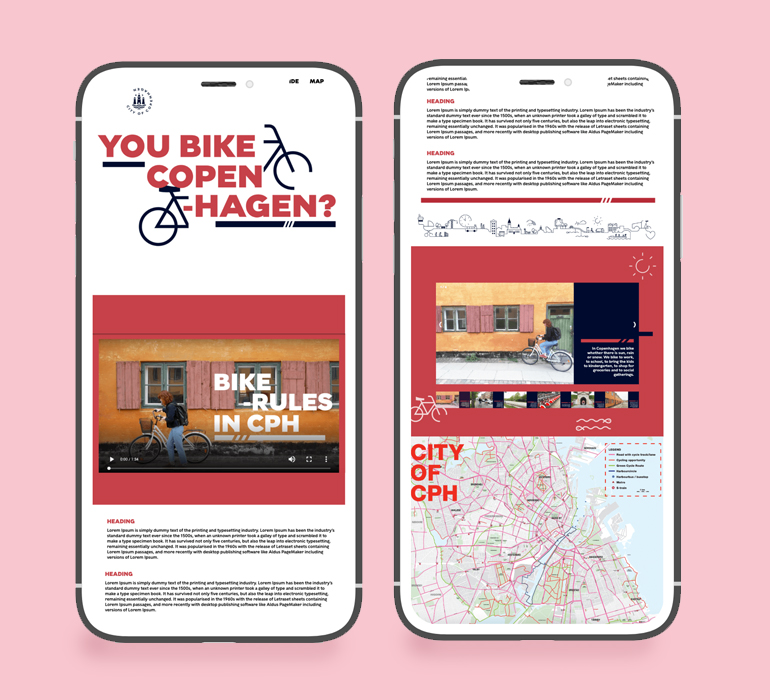 MAP
YOU BIKE
COPEN
-HAGEN?
BIKE
-RULES
IN CPH
0:00 / 1:54
HEADING
Lorem Ipsum is simply dummy text of the printing and typesetting industry. Lorem Ipsum has been the industry's
standard dummy text ever since the 1500s, when an unknown printer took a galley of type and scrambled it
to make a type specimen book. It has survived not only five centuries, but also the leap into electronic typesetting,
remaining essentially unchanged. It was popularised in the 1960s with the release of Letraset sheets containing
Lorem Ipsum passages, and more recently with desktop publishing software like Aldus PageMaker including
versions of Lorem Ipsum.
HEADING
Lorem Ipsum is simply dummy text of the printing and typesetting industry. Lorem Ipsum has been the industry's
standard dummy text ever since the 1500s, when an unknown printer took a galley of type and scrambled it
to make a type specimen book. It has survived not only five centuries, but also the leap into electronic typesetting,
remaining essentially unchanged. It was popularised in the 1960s with the release of Letraset sheets containing
Lorem Ipsum passages, and more recently with desktop publishing software like Aldus PageMaker including
versions of Lorem Ipsum.
remaining essential
Lorem Ipsum passa
versions of Lorem Ip
et sheets containing
eMaker including
HEADING
Lorem Ipsum is simply dummy text of the printing and typesetting industry. Lorem Ipsum has been the industry's
standard dummy text ever since the 1500s, when an unknown printer took a galley of type and scrambled it
to make a type specimen book. It has survived not only five centuries, but also the leap into electronic typesetting,
remaining essentially unchanged. It was popularised in the 1960s with the release of Letraset sheets containing
Lorem Ipsum passages, and more recently with desktop publishing software like Aldus PageMaker including
versions of Lorem Ipsum.
HEADING
Lorem Ipsum is simply dummy text of the printing and typesetting industry. Lorem Ipsum has been the industry's
standard dummy text ever since the 1500s, when an unknown printer took a galley of type and scrambled it
to make a type specimen book. It has survived not only five centuries, but also the leap into electronic typesetting,
remaining essentially unchanged. It was popularised in the 1960s with the release of Letraset sheets containing
Lorem Ipsum passages, and more recently with desktop publishing software like Aldus PageMaker including
versions of Lorem Ipsum.
In Copenhagen we bike
whether there is sun, rain
or snow. We bike to work,
to school, to bring the kids
to kindergarten, to shop for
groceries and to social
gatherings.
CITY
OF
CPH
LEGEND
Road with cycle track/lane
Cycling opportunity
Green Cycle Route
Harbourcircle
Metro
S-train